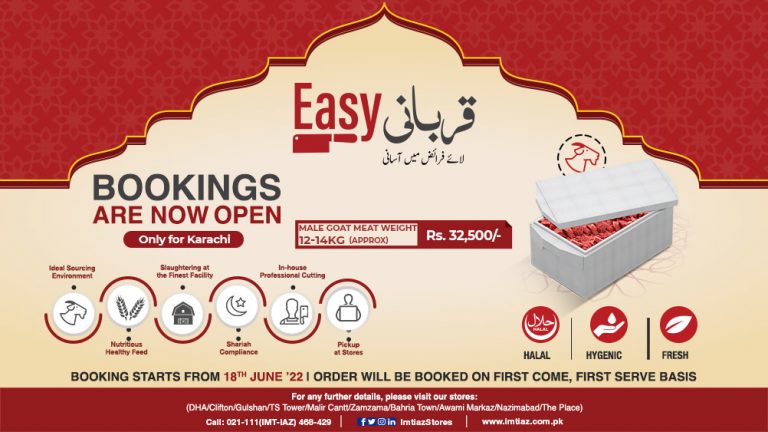 Easy قربانی
لائے فرائض میں آسانی
BOOKINGS
ARE NOW OPEN
Only for Karachi
MALE GOAT MEAT WEIGHT
12-14KG (APPROX)
Rs. 32,500/-
Ideal Sourcing
Environment
Slaughtering at
the Finest Facility
In-house
Professional Cutting
Nutritious
Healthy Feed
Shariah
Compliance
Pickup
at Stores
حلال
HALAL
HALAL
HYGENIC
FRESH
BOOKING STARTS FROM 18TH JUNE '22 | ORDER WILL BE BOOKED ON FIRST COME, FIRST SERVE BASIS
For any further details, please visit our stores:
(DHA/Clifton/Gulshan/TS Tower/Malir Cantt/Zamzama/Bahria Town/Awami Markaz/Nazimabad/The Place)
Call: 021-111(IMT-IAZ) 468-429 | ImtiazStores | www.imtiaz.com.pk